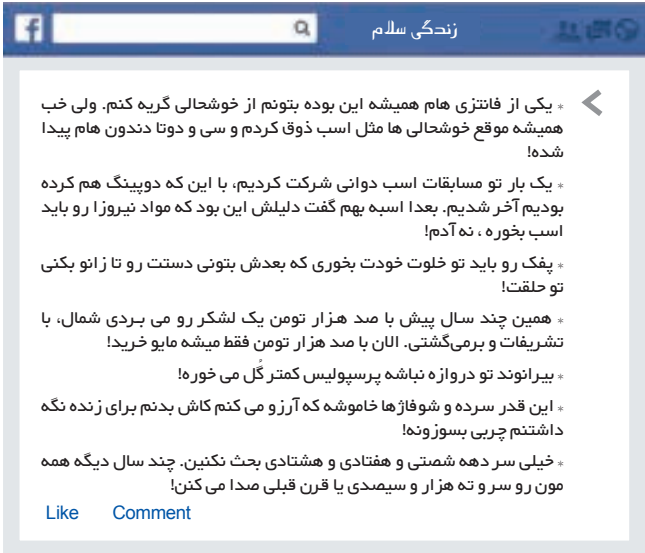 زندگی سلام
* یکی از فانتزی هام همیشه این بوده بتونم از خوشحالی گریه کنم. ولی خب
همیشه موقع خوشحالی ها مثل اسب ذوق کردم و سی و دوتا دندون هام پیدا
شده!
* یک بار تو مسابقات اسب دوانی شرکت کردیم، با این که دوپینگ هم کرده
بودیم آخر شدیم. بعدا اسبه بهم گفت دلیلش این بود که مواد نیروزا رو باید
اسب بخوره ، نه آدم!
* پفک رو باید تو خلوت خودت بخوری که بعدش بتونی دستت رو تا زانو بکنی
تو حلقت!
* همین چند سال پیش با صد هزار تومن یک لشکر رو می بردی شمال، با
تشریفات و برمی‌گشتی. الان با صد هزار تومن فقط میشه مایو خرید!
* بیرانوند تو دروازه نباشه پرسپولیس کمتر گُل می خوره!
* این قدر سرده و شوفاژها خاموشه که آرزو می کنم کاش بدنم برای زنده نگه
داشتنم چربی بسوزونه!
* خیلی سر دهه شصتی و هفتادی و هشتادی بحث نکنین. چند سال دیگه همه
مون رو سر و ته هزار و سیصدی یا قرن قبلی صدا می کنن!
Like Comment